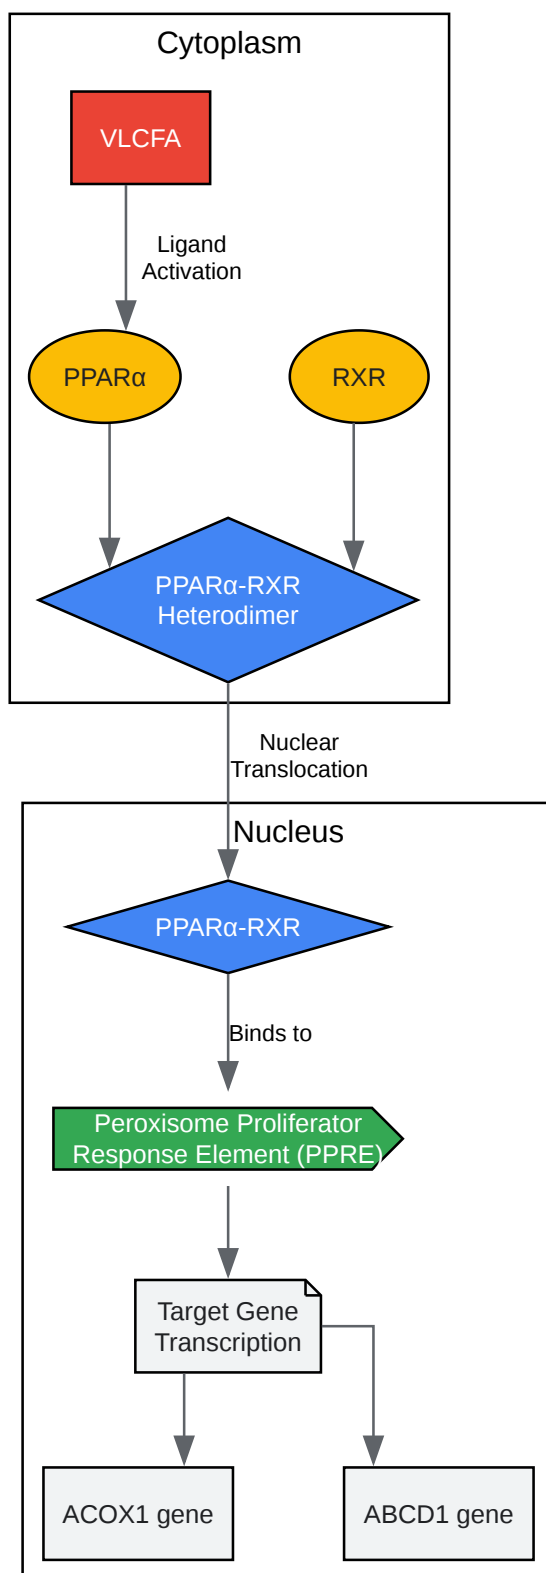 Cytoplasm
VLCFA
Ligand
Activation
PPARα
RXR
PPARα-RXR
Heterodimer
Nuclear
Translocation
Nucleus
PPARα-RXR
Binds to
Peroxisome Proliferator
Response Element (PPRE)
Target Gene
Transcription
ACOX1 gene
ABCD1 gene